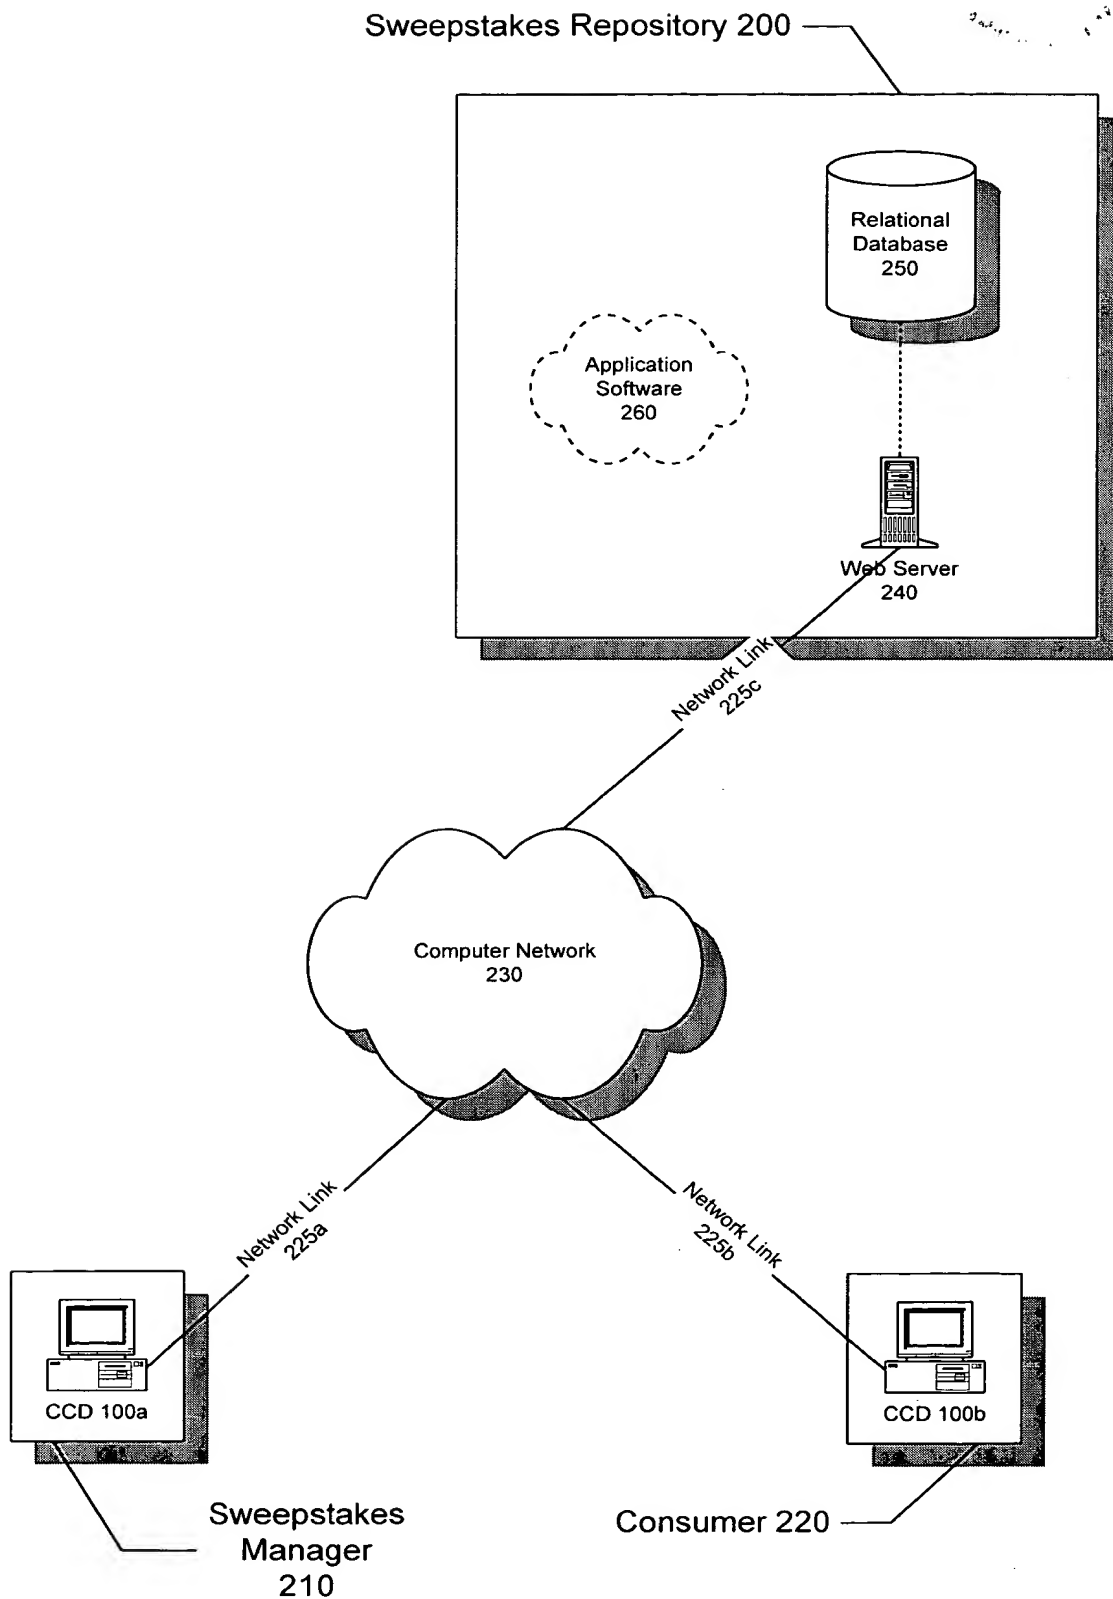 Sweepstakes Repository 200
Relational
Database
250
Application
Software
260
Web Server
240
Network Link
225c
Computer Network
230
Network Link
225a
Network Link
225b
CCD 100a
CCD 100b
Sweepstakes
Manager
210
Consumer 220